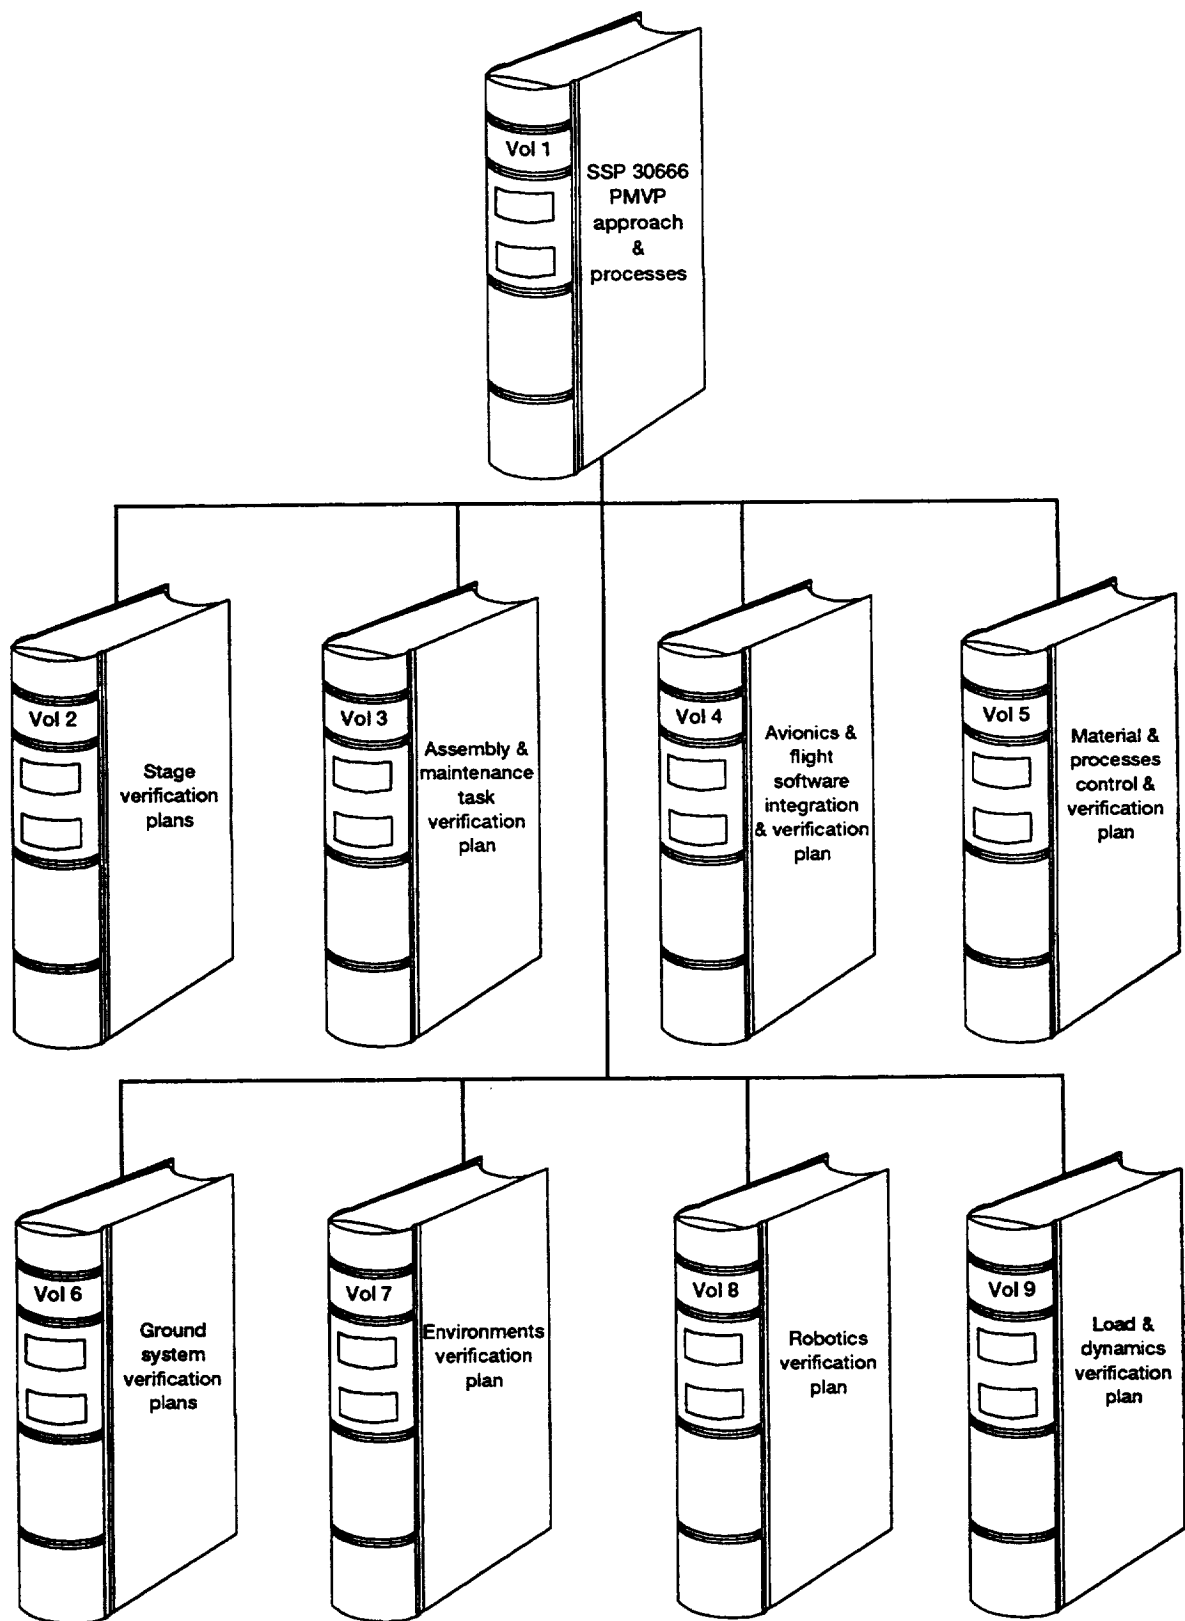 Vol 1
SSP 30666
PMVP
approach
&
processes
Vol 2
Stage
verification
plans
Vol 3
Assembly &
maintenance
task
verification
plan
Vol 4
Avionics &
flight
software
integration
& verification
plan
Vol 5
Material &
processes
control &
verification
plan
Vol 6
Ground
system
verification
plans
Vol 7
Environments
verification
plan
Vol 8
Robotics
verification
plan
Vol 9
Load &
dynamics
verification
plan